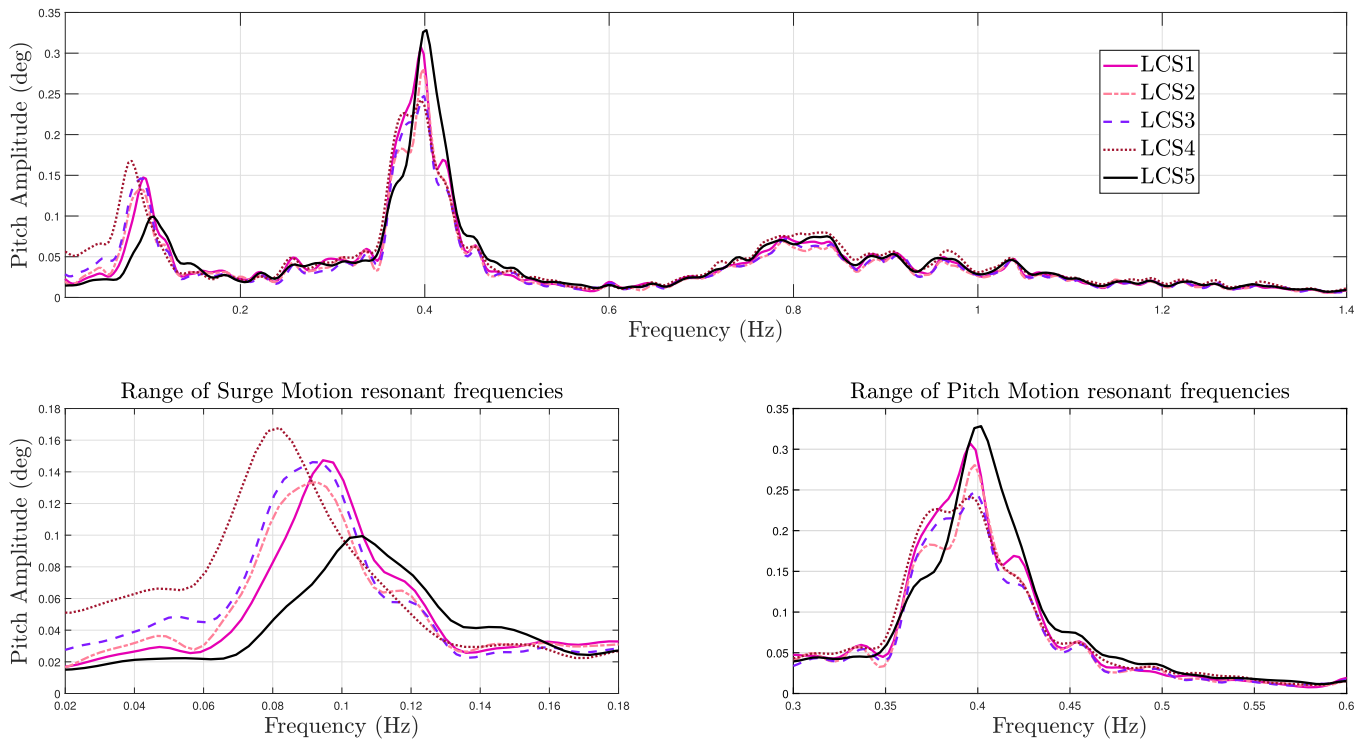 0.35
0.3
0.25
0.2
0.15
0.1
0.05
0
Pitch Amplitude (deg)
LCS1
LCS2
LCS3
LCS4
LCS5
0.2 0.4 0.6 0.8 1 1.2 1.4
Frequency (Hz)
Range of Surge Motion resonant frequencies
0.18
0.16
0.14
0.12
0.1
0.08
0.06
0.04
0.02
0
Pitch Amplitude (deg)
0.02 0.04 0.06 0.08 0.1 0.12 0.14 0.16 0.18
Frequency (Hz)
Range of Pitch Motion resonant frequencies
0.35
0.3
0.25
0.2
0.15
0.1
0.05
0
0.3 0.35 0.4 0.45 0.5 0.55 0.6
Frequency (Hz)